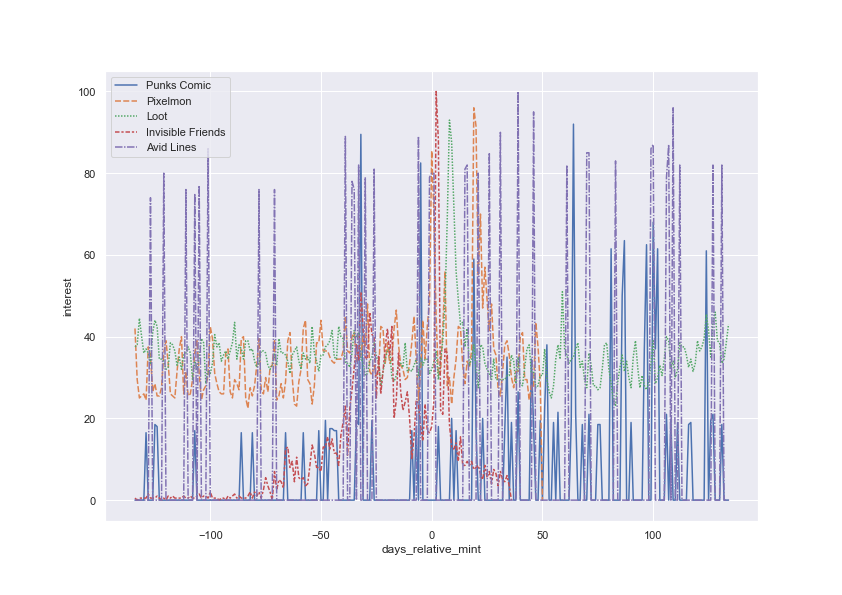 Punks Comic
Pixelmon
Loot
Invisible Friends
Avid Lines
100
80
60
40
20
0
interest
−100
−50
0
50
100
days_relative_mint